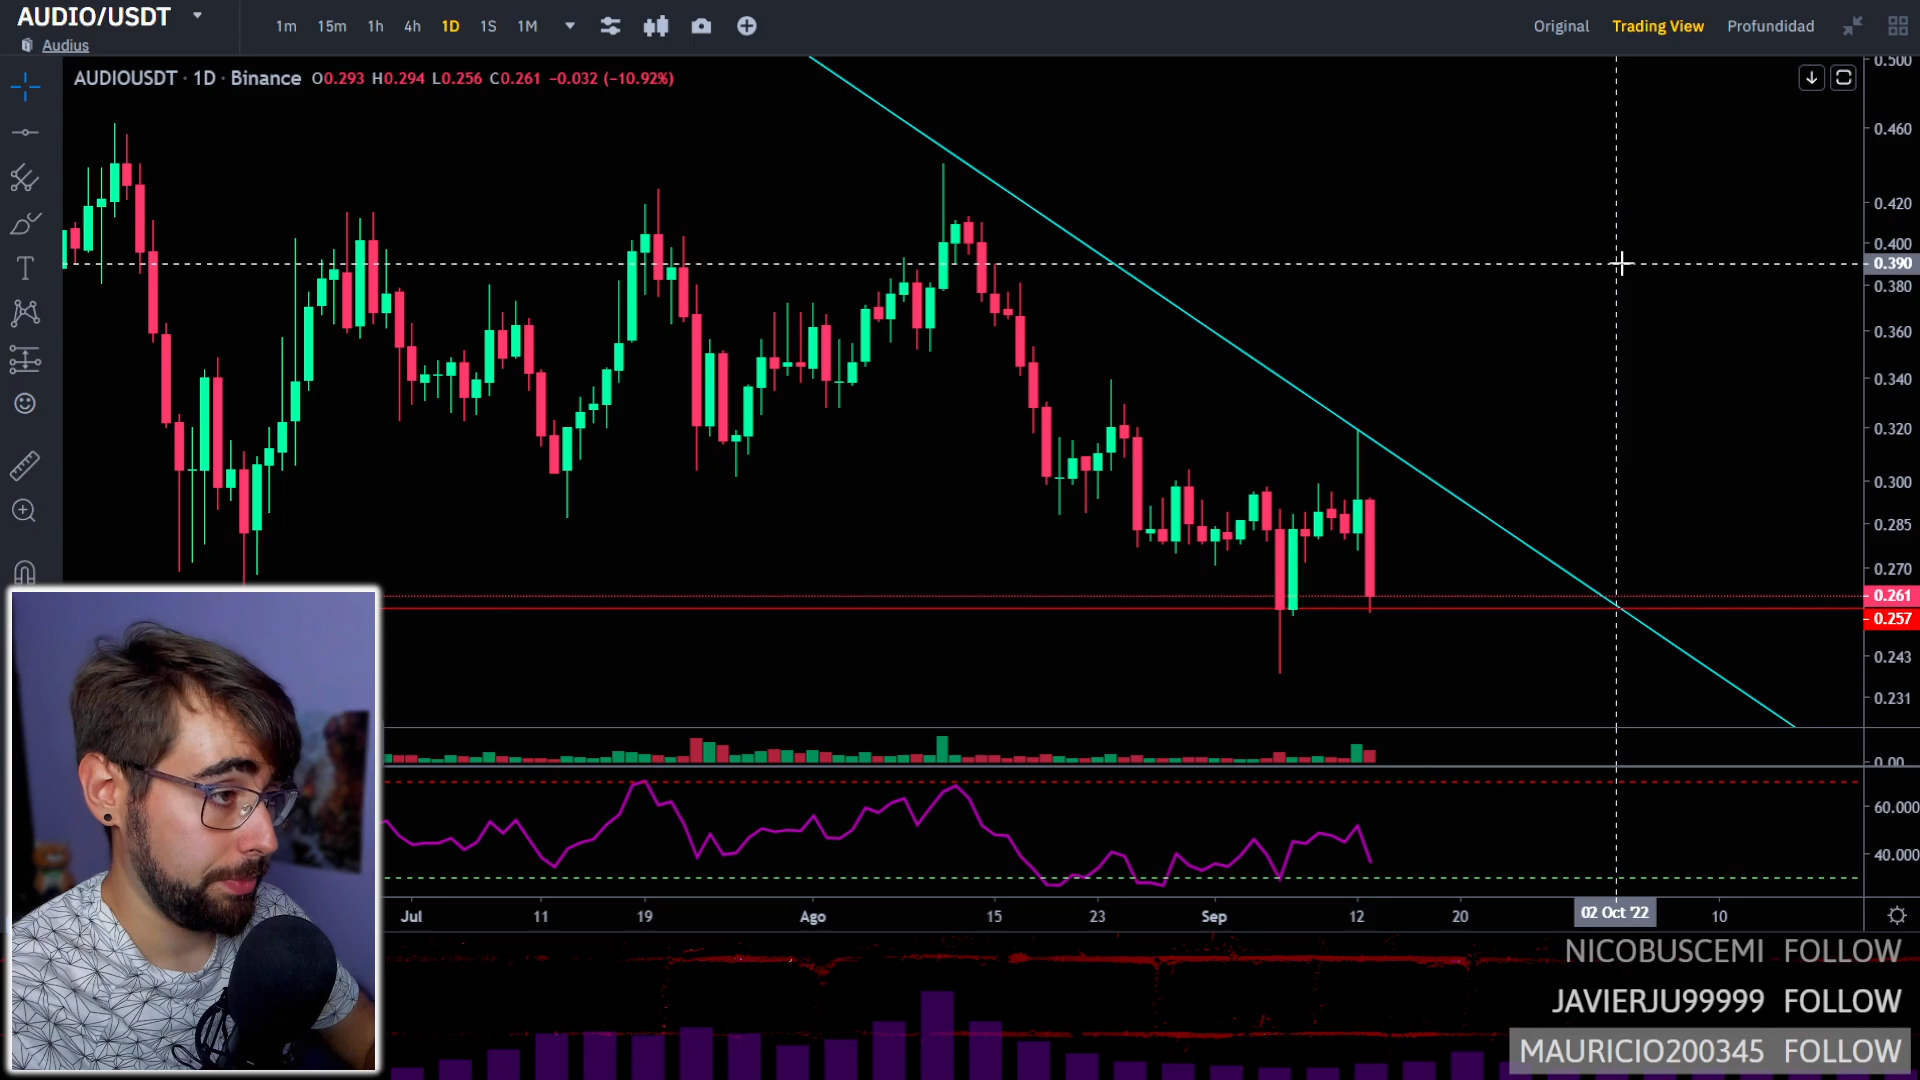 AUDIO/USDT
Audius
1m 15m 1h 4h 1D 1S 1M
Original Trading View Profundidad
AUDIOUSDT · 1D · Binance O0.293 H0.294 L0.256 C0.261 −0.032 (−10.92%)
0.500
0.460
0.420
0.400
0.390
0.380
0.360
0.340
0.320
0.300
0.285
0.270
0.261
0.257
0.243
0.231
0.00
60.000
40.000
Jul 11 19 Ago 15 23 Sep 12 20 02 Oct '22 10
NICOBUSCEMI FOLLOW
JAVIERJU99999 FOLLOW
MAURICIO200345 FOLLOW